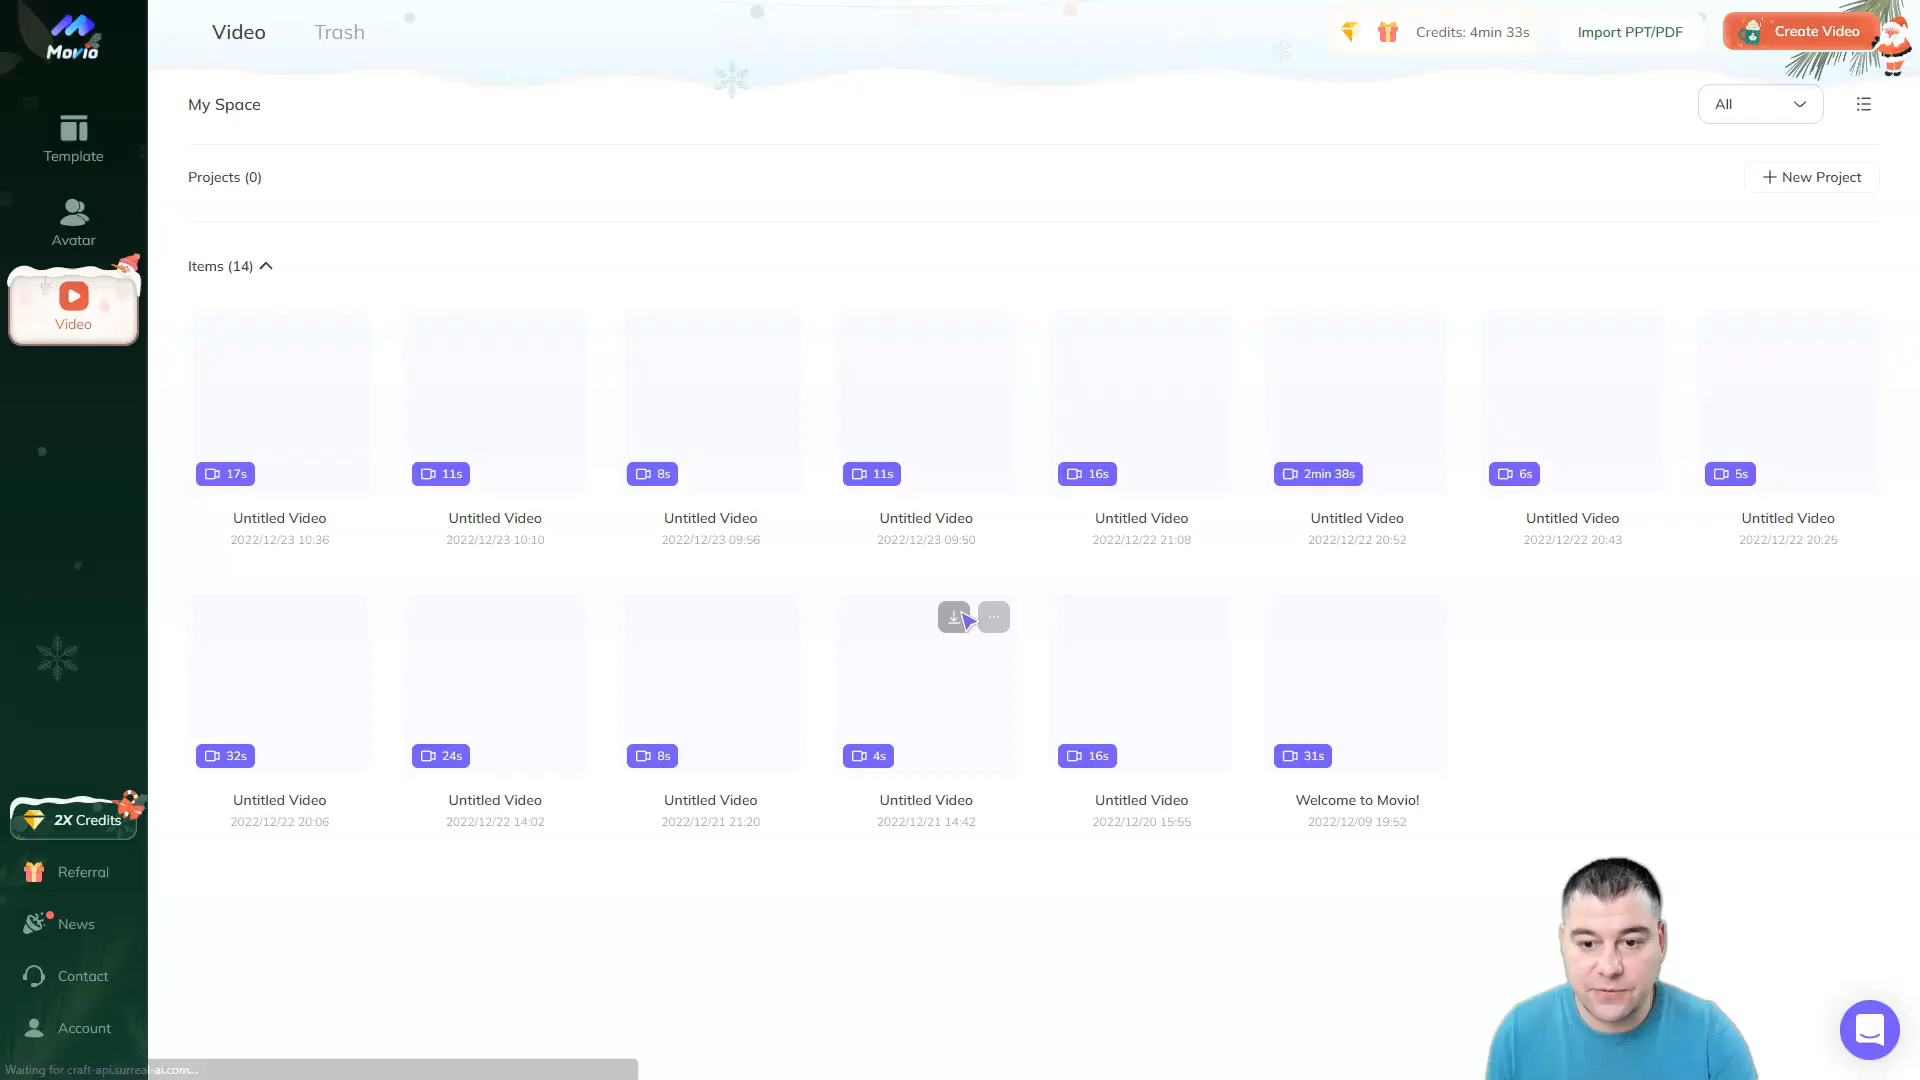 Movio
Video
Trash
Credits: 4min 33s
Import PPT/PDF
Create Video
My Space
All
Template
Projects (0)
New Project
Avatar
Items (14)
Video
17s
11s
8s
11s
16s
2min 38s
6s
5s
Untitled Video
Untitled Video
Untitled Video
Untitled Video
Untitled Video
Untitled Video
Untitled Video
Untitled Video
2022/12/23 10:36
2022/12/23 10:10
2022/12/23 09:56
2022/12/23 09:50
2022/12/22 21:08
2022/12/22 20:52
2022/12/22 20:43
2022/12/22 20:25
32s
24s
8s
4s
16s
31s
Untitled Video
Untitled Video
Untitled Video
Untitled Video
Untitled Video
Welcome to Movio!
2022/12/22 20:06
2022/12/22 14:02
2022/12/21 21:20
2022/12/21 14:42
2022/12/20 15:55
2022/12/09 19:52
2X Credits
Referral
News
Contact
Account
Waiting for craft-api.surreal-ai.com...